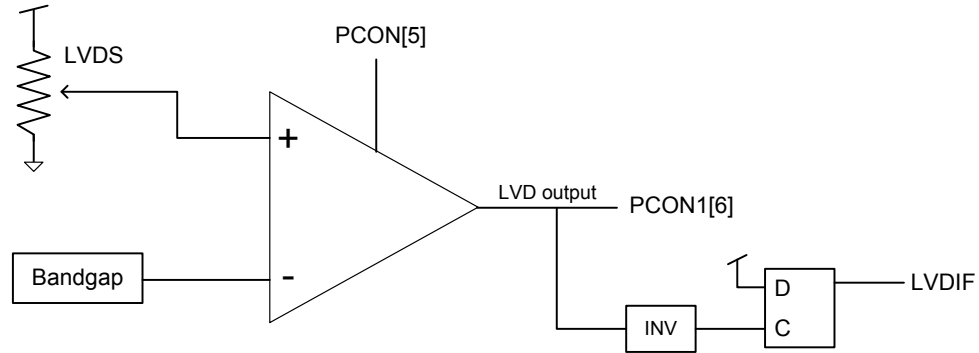 PCON[5]
LVDS
+
LVD output
PCON1[6]
Bandgap
-
D
LVDIF
INV
C